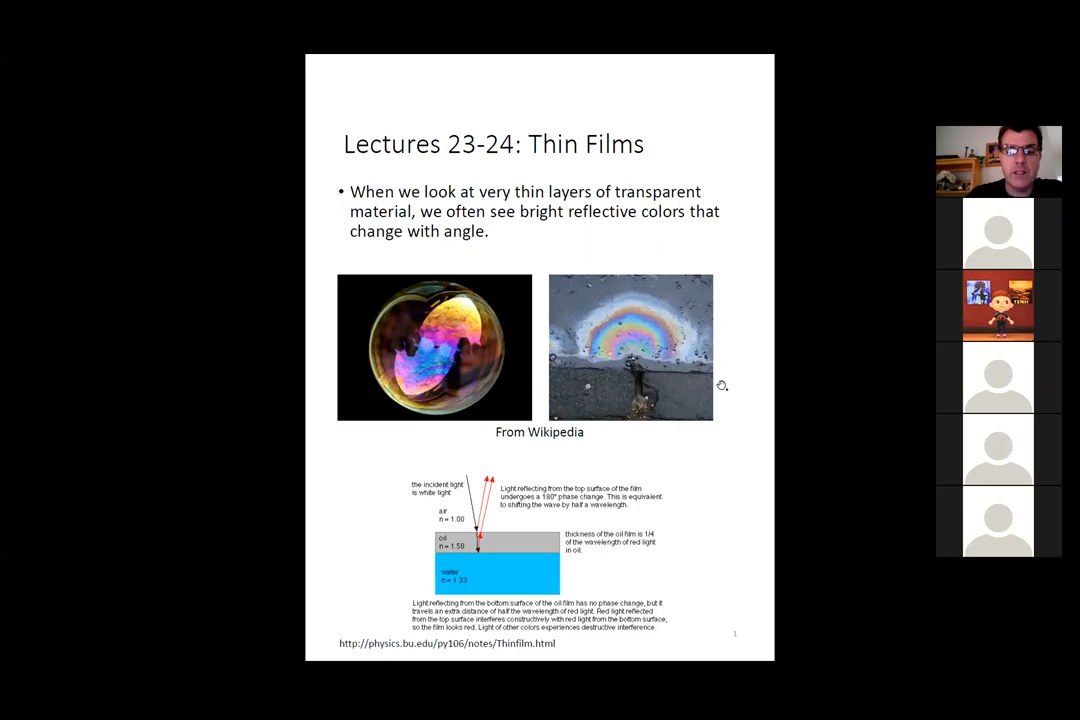 Lectures 23-24: Thin Films
• When we look at very thin layers of transparent
material, we often see bright reflective colors that
change with angle.
From Wikipedia
the incident light
is white light
Light reflecting from the top surface of the film
undergoes a 180° phase change. This is equivalent
to shifting the wave by half a wavelength.
air
n = 1.00
oil
n = 1.50
thickness of the oil film is 1/4
of the wavelength of red light
in oil.
water
n = 1.33
Light reflecting from the bottom surface of the oil film has no phase change, but it
travels an extra distance of half the wavelength of red light. Red light reflected
from the top surface interferes constructively with red light from the bottom surface,
so the film looks red. Light of other colors experiences destructive interference.
http://physics.bu.edu/py106/notes/Thinfilm.html
1